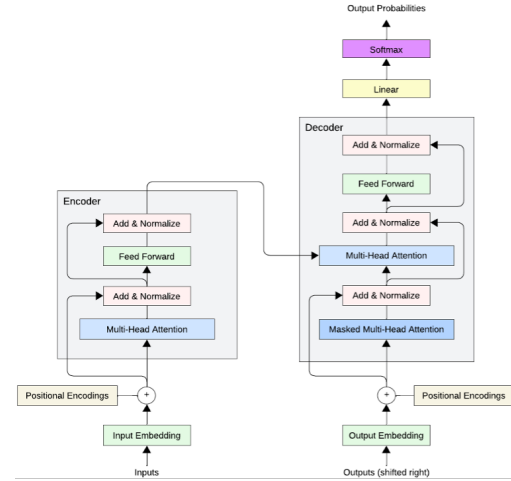 Output Probabilities
Softmax
Linear
Decoder
Add & Normalize
Feed Forward
Add & Normalize
Multi-Head Attention
Add & Normalize
Masked Multi-Head Attention
Positional Encodings
+
Output Embedding
Outputs (shifted right)
Encoder
Add & Normalize
Feed Forward
Add & Normalize
Multi-Head Attention
Positional Encodings
+
Input Embedding
Inputs